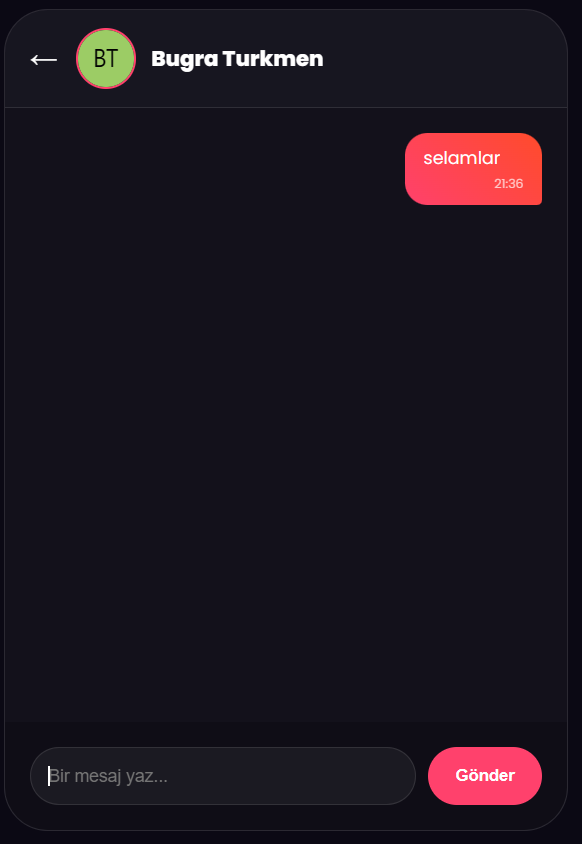 BT
Bugra Turkmen
selamlar
21:36
Bir mesaj yaz...
Gönder